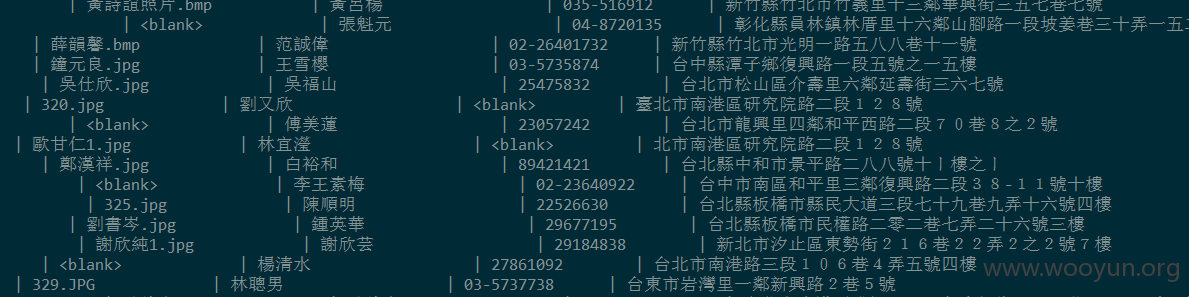 | 黃詩誼照片.bmp | 黃呂楊 | 035-516912 | 新竹縣竹北市竹義里十三鄰華興街三五七巷七號
| <blank> | 張魁元 | 04-8720135 | 彰化縣員林鎮林厝里十六鄰山腳路一段坡姜巷三十弄一五
| 薛韻馨.bmp | 范誠偉 | 02-26401732 | 新竹縣竹北市光明一路五八八巷十一號
| 鐘元良.jpg | 王雪櫻 | 03-5735874 | 台中縣潭子鄉復興路一段五號之一五樓
| 吳仕欣.jpg | 吳福山 | 25475832 | 台北市松山區介壽里六鄰延壽街三六七號
| 320.jpg | 劉又欣 | <blank> | 臺北市南港區研究院路二段１２８號
| <blank> | 傅美蓮 | 23057242 | 台北市龍興里四鄰和平西路二段７０巷８之２號
| 歐甘仁1.jpg | 林宜瀅 | <blank> | 北市南港區研究院路二段１２８號
| 鄭漢祥.jpg | 白裕和 | 89421421 | 台北縣中和市景平路二八八號十｜樓之｜
| <blank> | 李王素梅 | 02-23640922 | 台中市南區和平里三鄰復興路二段３８-１１號十樓
| 325.jpg | 陳順明 | 22526630 | 台北縣板橋市縣民大道三段七十九巷九弄十六號四樓
| 劉書岑.jpg | 鍾英華 | 29677195 | 台北縣板橋市民權路二零二巷七弄二十六號三樓
| 謝欣純1.jpg | 謝欣芸 | 29184838 | 新北市汐止區東勢街２１６巷２２弄２之２號７樓
| <blank> | 楊清水 | 27861092 | 台北市南港路三段１０６巷４弄五號四樓
| 329.JPG | 林聰男 | 03-5737738 | 台東市岩灣里一鄰新興路２巷５號
www.wooyun.org